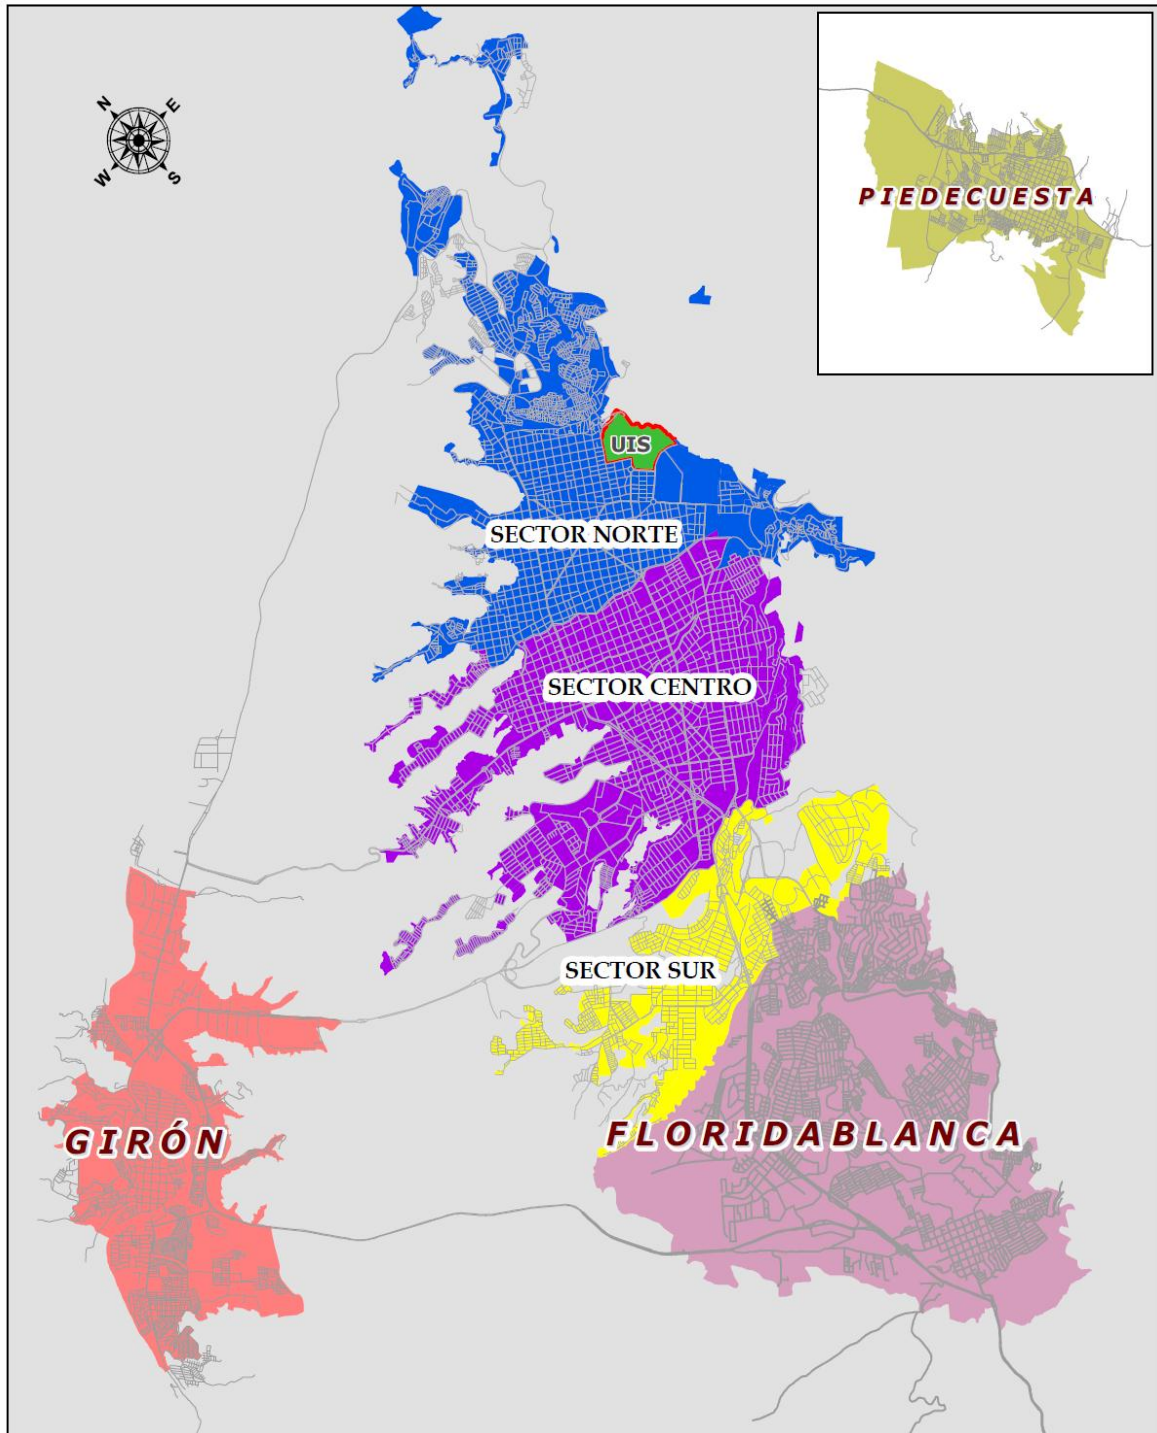 N
E
W
S
PIEDECUESTA
UIS
SECTOR NORTE
SECTOR CENTRO
SECTOR SUR
GIRÓN
FLORIDABLANCA